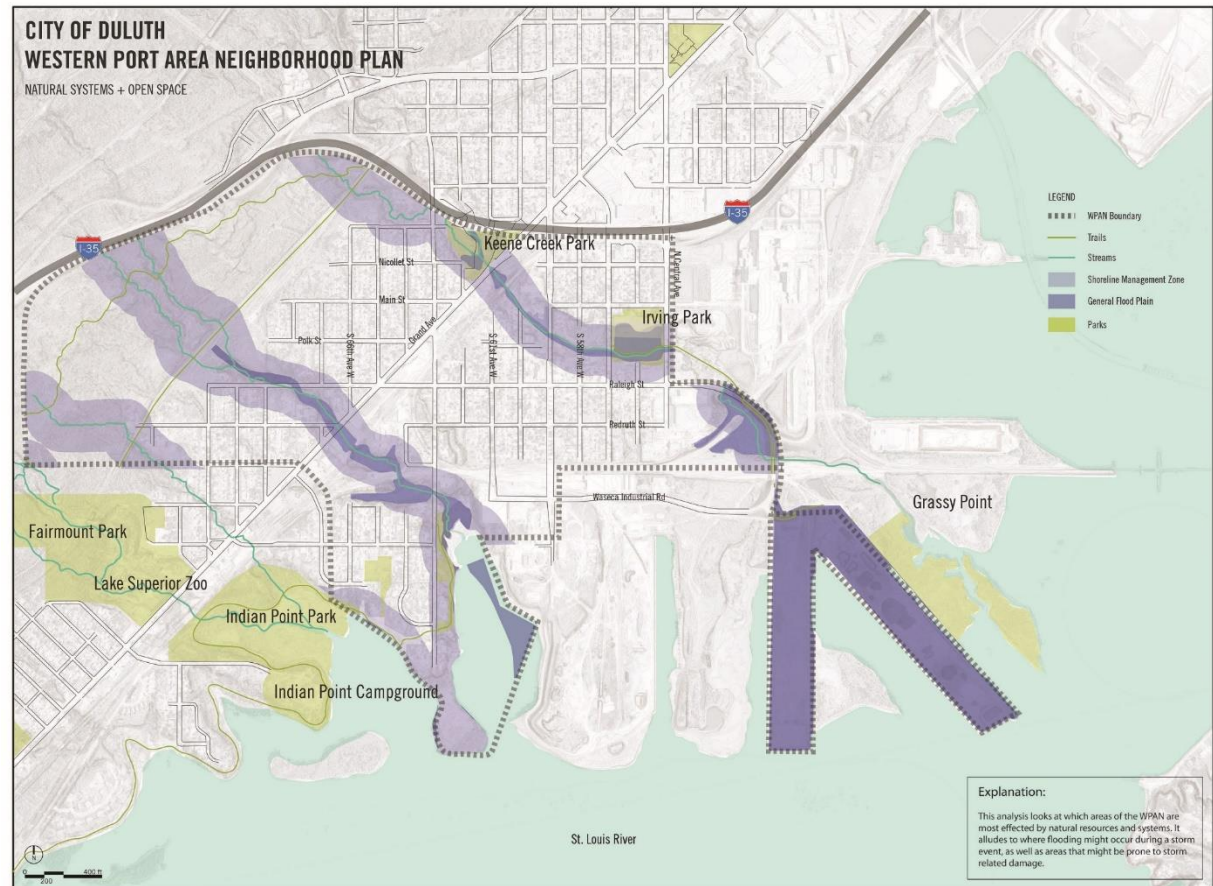 CITY OF DULUTH
WESTERN PORT AREA NEIGHBORHOOD PLAN
NATURAL SYSTEMS + OPEN SPACE
I-35
I-35
LEGEND
WPAN Boundary
Trails
Streams
Shoreline Management Zone
General Flood Plain
Parks
Keene Creek Park
Nicollet St
Main St
Polk St
S 66th Ave W
Grand Ave
S 61st Ave W
S 58th Ave W
N Central Ave
Irving Park
Raleigh St
Redruth St
Waseca Industrial Rd
Grassy Point
Fairmount Park
Lake Superior Zoo
Indian Point Park
Indian Point Campground
St. Louis River
Explanation:
This analysis looks at which areas of the WPAN are
most effected by natural resources and systems. It
alludes to where flooding might occur during a storm
event, as well as areas that might be prone to storm
related damage.
N
0
200
400 ft